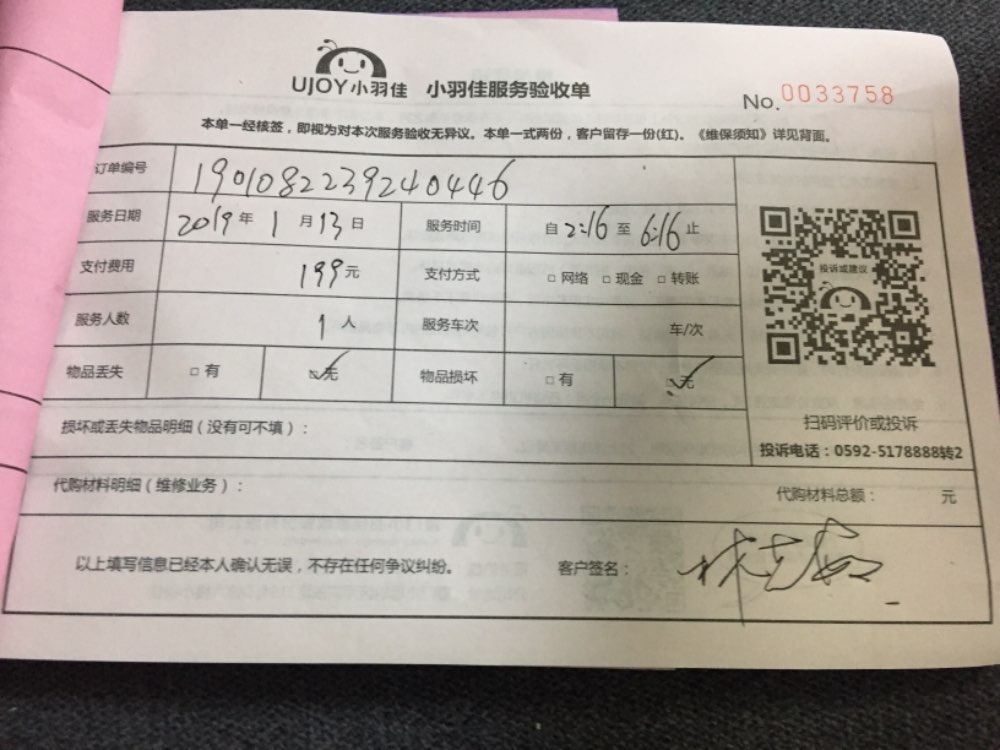 UJOY小羽佳 小羽佳服务验收单
No. 0033758
本单一经核签，即视为对本次服务验收无异议。本单一式两份，客户留存一份(红)。《维保须知》详见背面。
订单编号 190108223924​0446
服务日期 2019年1月13日 服务时间 自2:16至6:16止
支付费用 199元 支付方式 □网络 □现金 □转账
服务人数 1人 服务车次 车/次
物品丢失 □有 ☑无 物品损坏 □有 ☑无
投诉或建议
扫码评价或投诉
投诉电话：0592-5178888转2
损坏或丢失物品明细（没有可不填）：
代购材料明细（维修业务）： 代购材料总额： 元
以上填写信息已经本人确认无误，不存在任何争议纠纷。 客户签名：